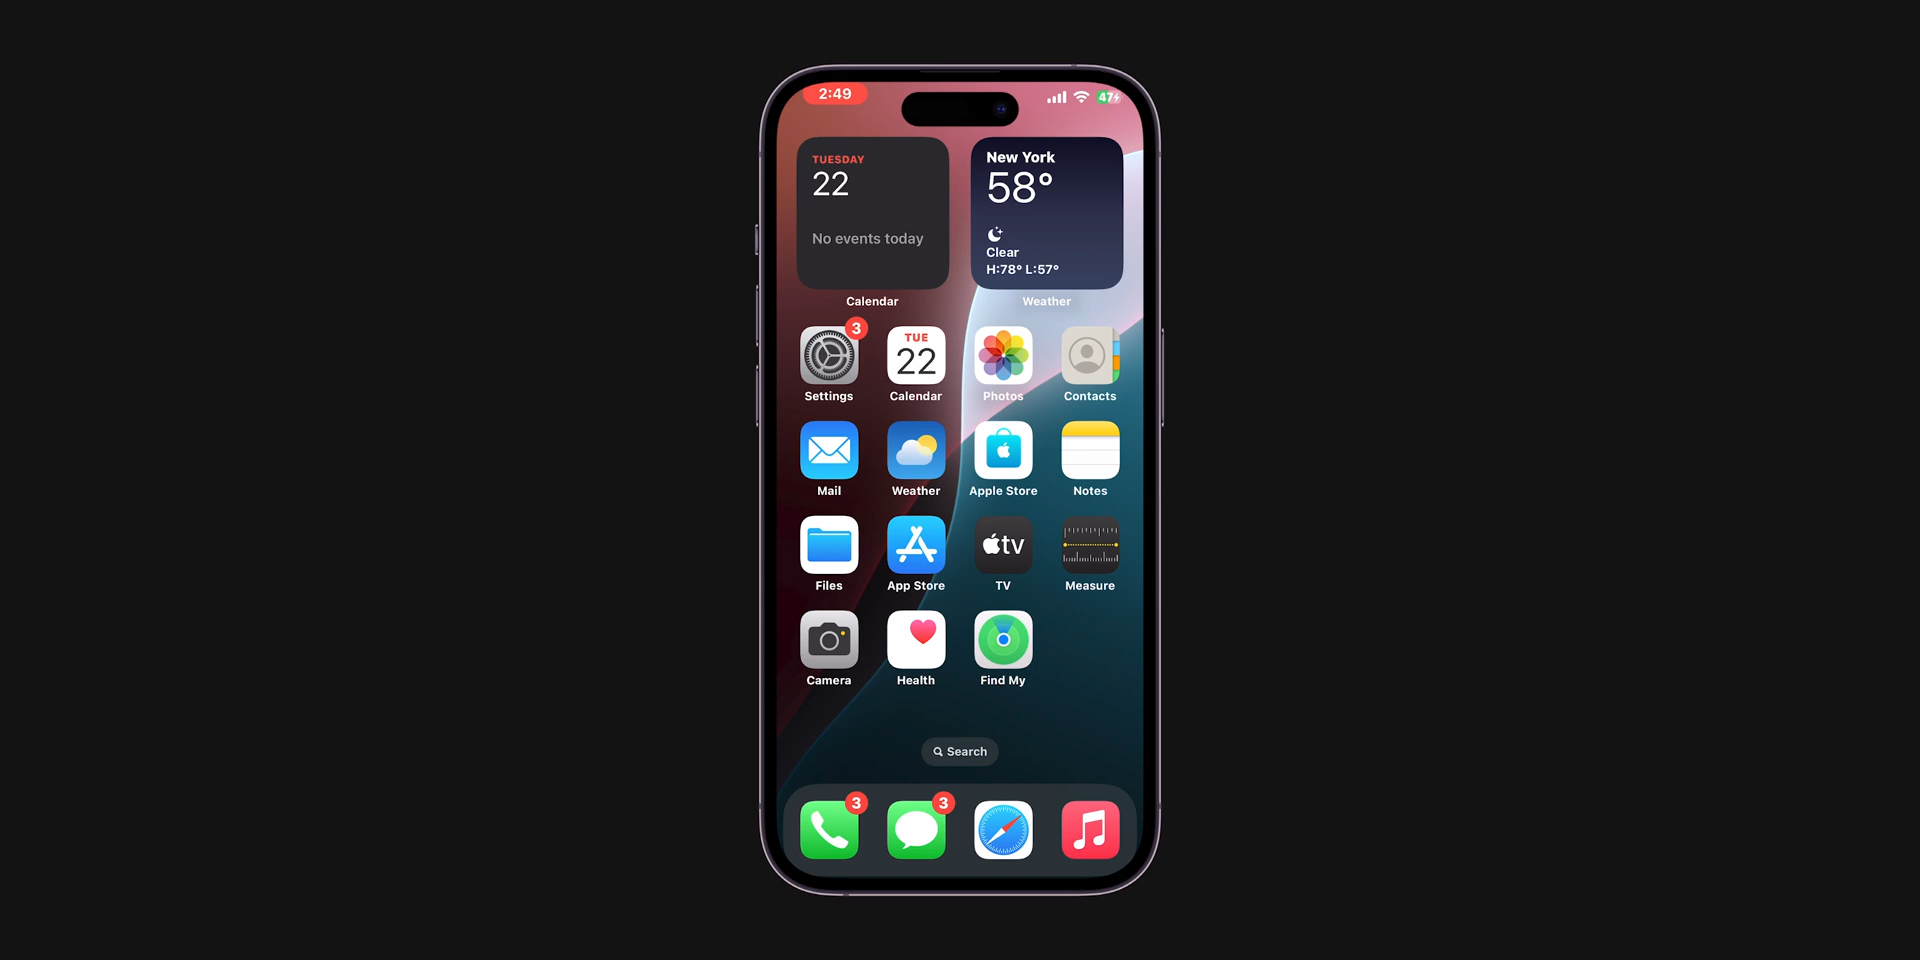 2:49
47
TUESDAY
22
No events today
Calendar
New York
58°
Clear
H:78° L:57°
Weather
3
TUE
22
Settings
Calendar
Photos
Contacts
Mail
Weather
Apple Store
Notes
tv
Files
App Store
TV
Measure
Camera
Health
Find My
Search
3
3